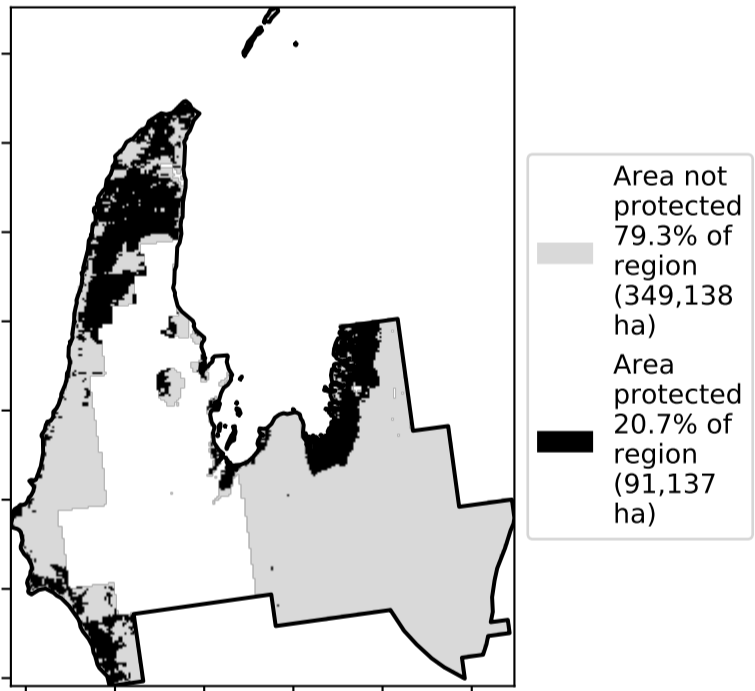 Area not
protected
79.3% of
region
(349,138
ha)
Area
protected
20.7% of
region
(91,137
ha)